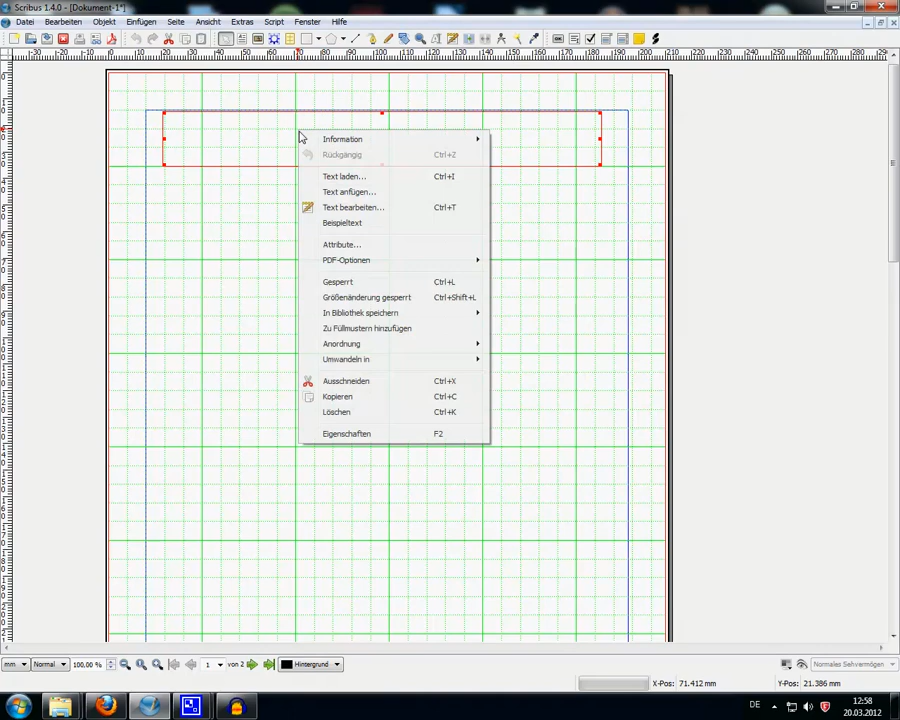 Scribus 1.4.0 - [Dokument-1*]
Datei Bearbeiten Objekt Einfügen Seite Ansicht Extras Script Fenster Hilfe
Information
Rückgängig Ctrl+Z
Text laden... Ctrl+I
Text anfügen...
Text bearbeiten... Ctrl+T
Beispieltext
Attribute...
PDF-Optionen
Gesperrt Ctrl+L
Größenänderung gesperrt Ctrl+Shift+L
In Bibliothek speichern
Zu Füllmustern hinzufügen
Anordnung
Umwandeln in
Ausschneiden Ctrl+X
Kopieren Ctrl+C
Löschen Ctrl+K
Eigenschaften F2
mm Normal 100,00 % 1 von 2 Hintergrund Normales Sehvermögen
X-Pos: 71.412 mm Y-Pos: 21.386 mm
DE 12:58
20.03.2012